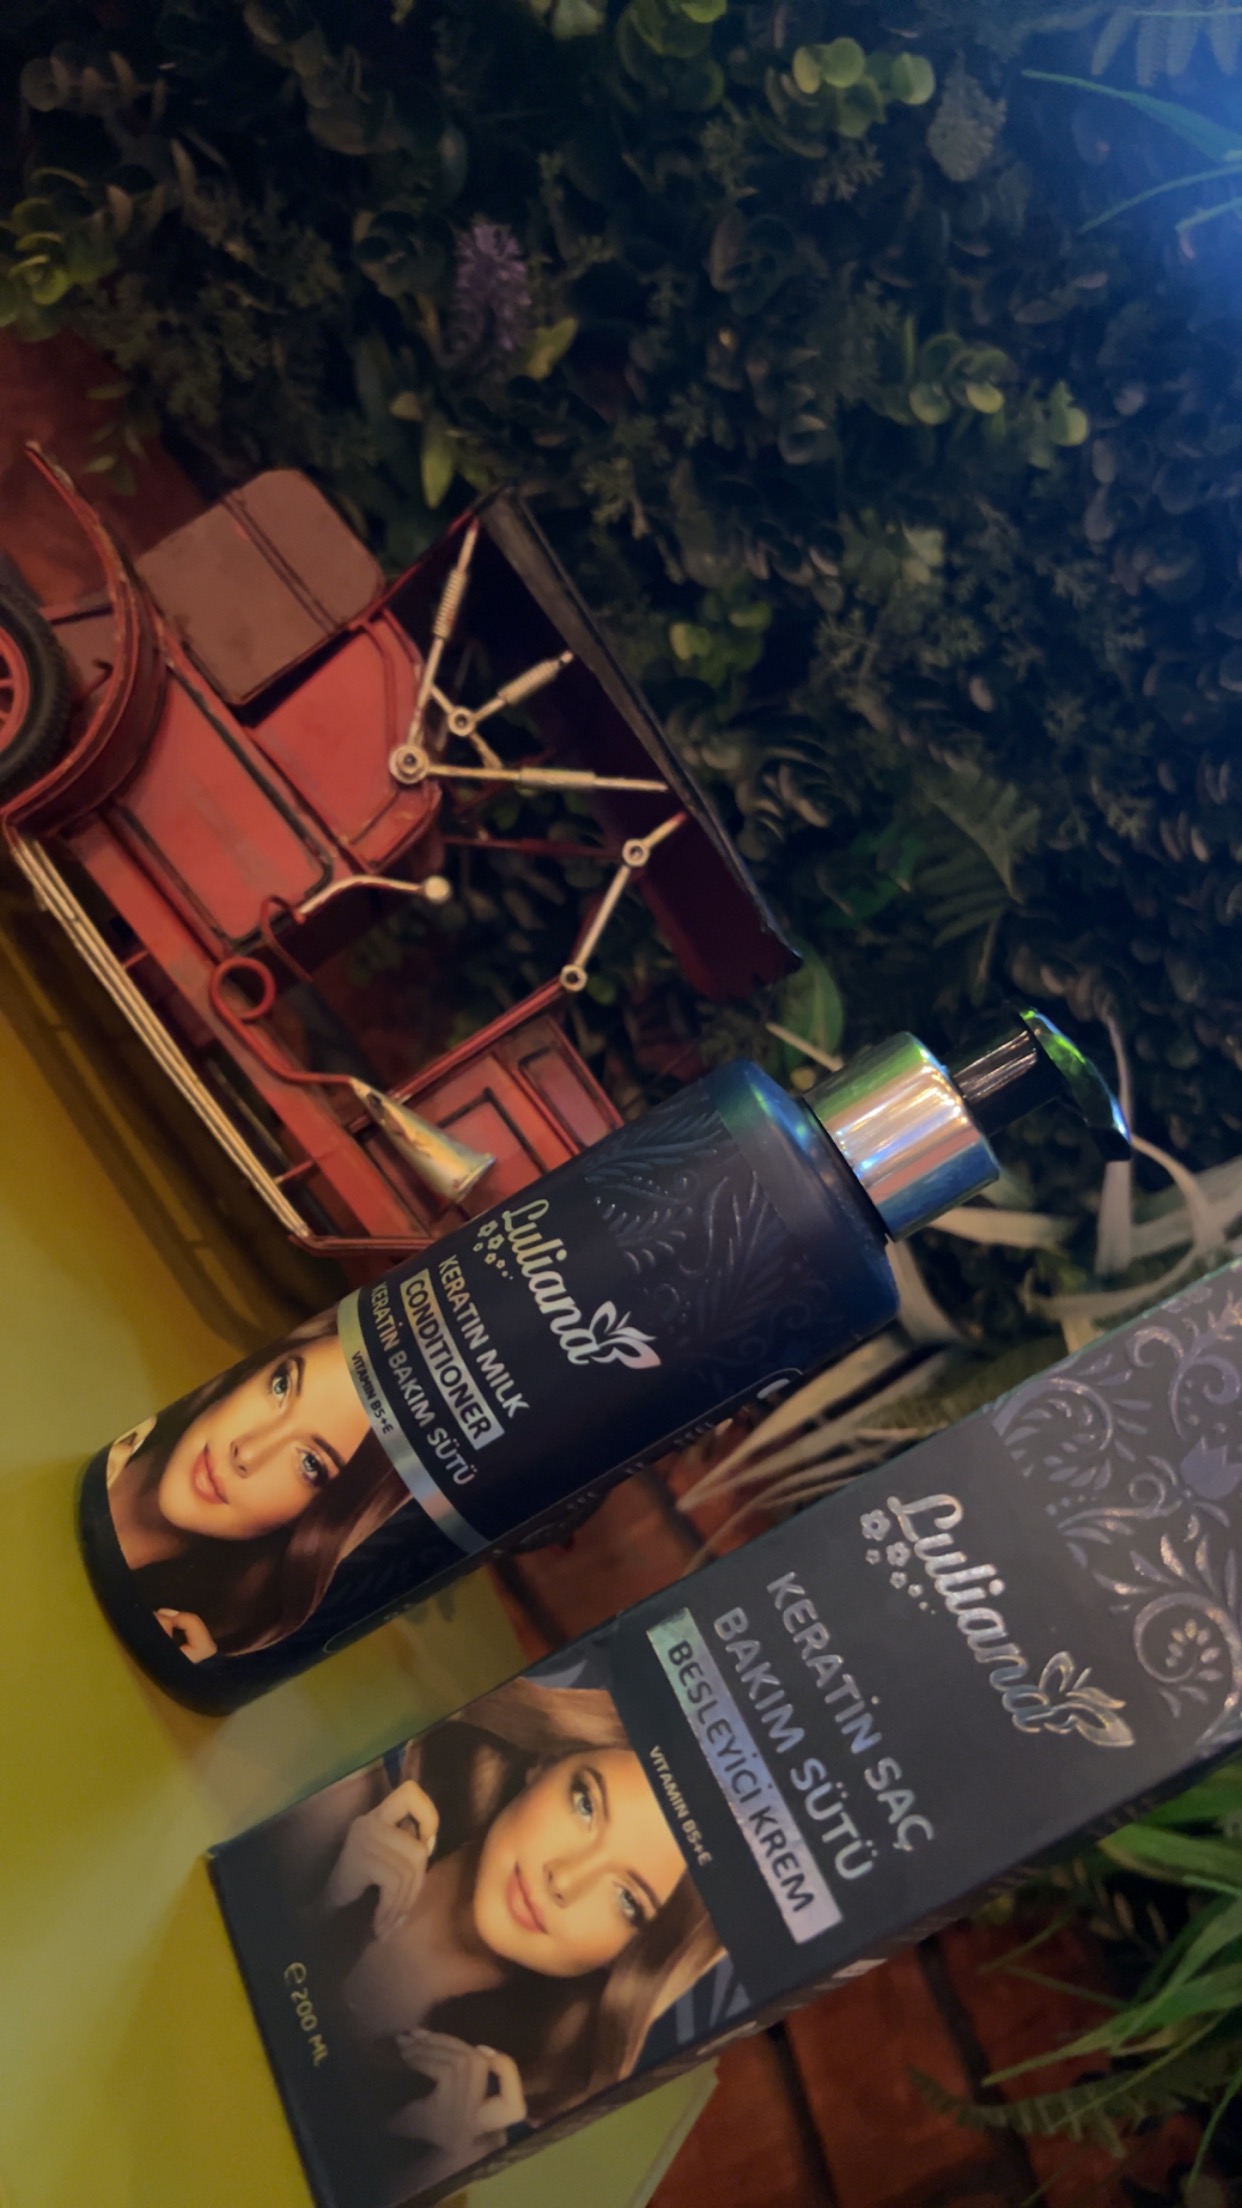 Luliana
KERATIN MILK
CONDITIONER
KERATİN BAKIM SÜTÜ
VITAMIN B5+E
Luliana
KERATİN SAÇ
BAKIM SÜTÜ
BESLEYİCİ KREM
VITAMIN B5+E
℮ 200 ML